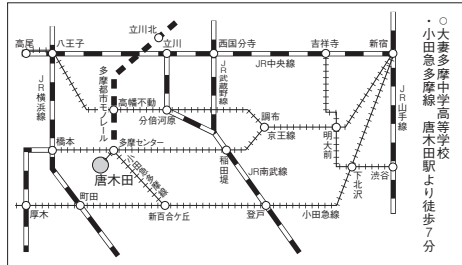 ○大妻多摩中学高等学校
・小田急多摩線　唐木田駅より徒歩7分
立川北
高尾
八王子
立川
西国分寺
吉祥寺
新宿
JR中央線
JR横浜線
多摩都市モノレール
JR武蔵野線
JR山手線
高幡不動
分倍河原
調布
京王線
明大前
橋本
多摩センター
稲田堤
JR南武線
下北沢
渋谷
唐木田
小田急多摩線
厚木
町田
新百合ケ丘
登戸
小田急線